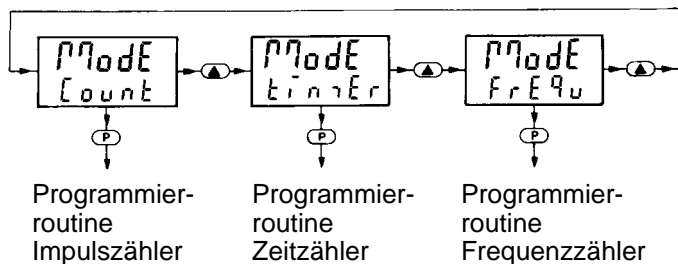 ModE ModE ModE
Count timEr FrEqu
P P P
Programmier- Programmier- Programmier-
routine routine routine
Impulszähler Zeitzähler Frequenzzähler